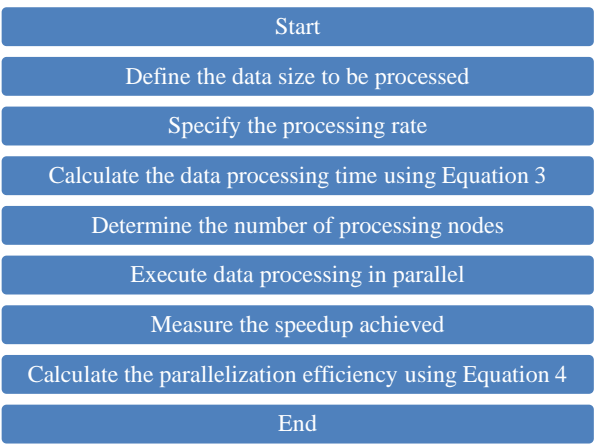 Start
Define the data size to be processed
Specify the processing rate
Calculate the data processing time using Equation 3
Determine the number of processing nodes
Execute data processing in parallel
Measure the speedup achieved
Calculate the parallelization efficiency using Equation 4
End